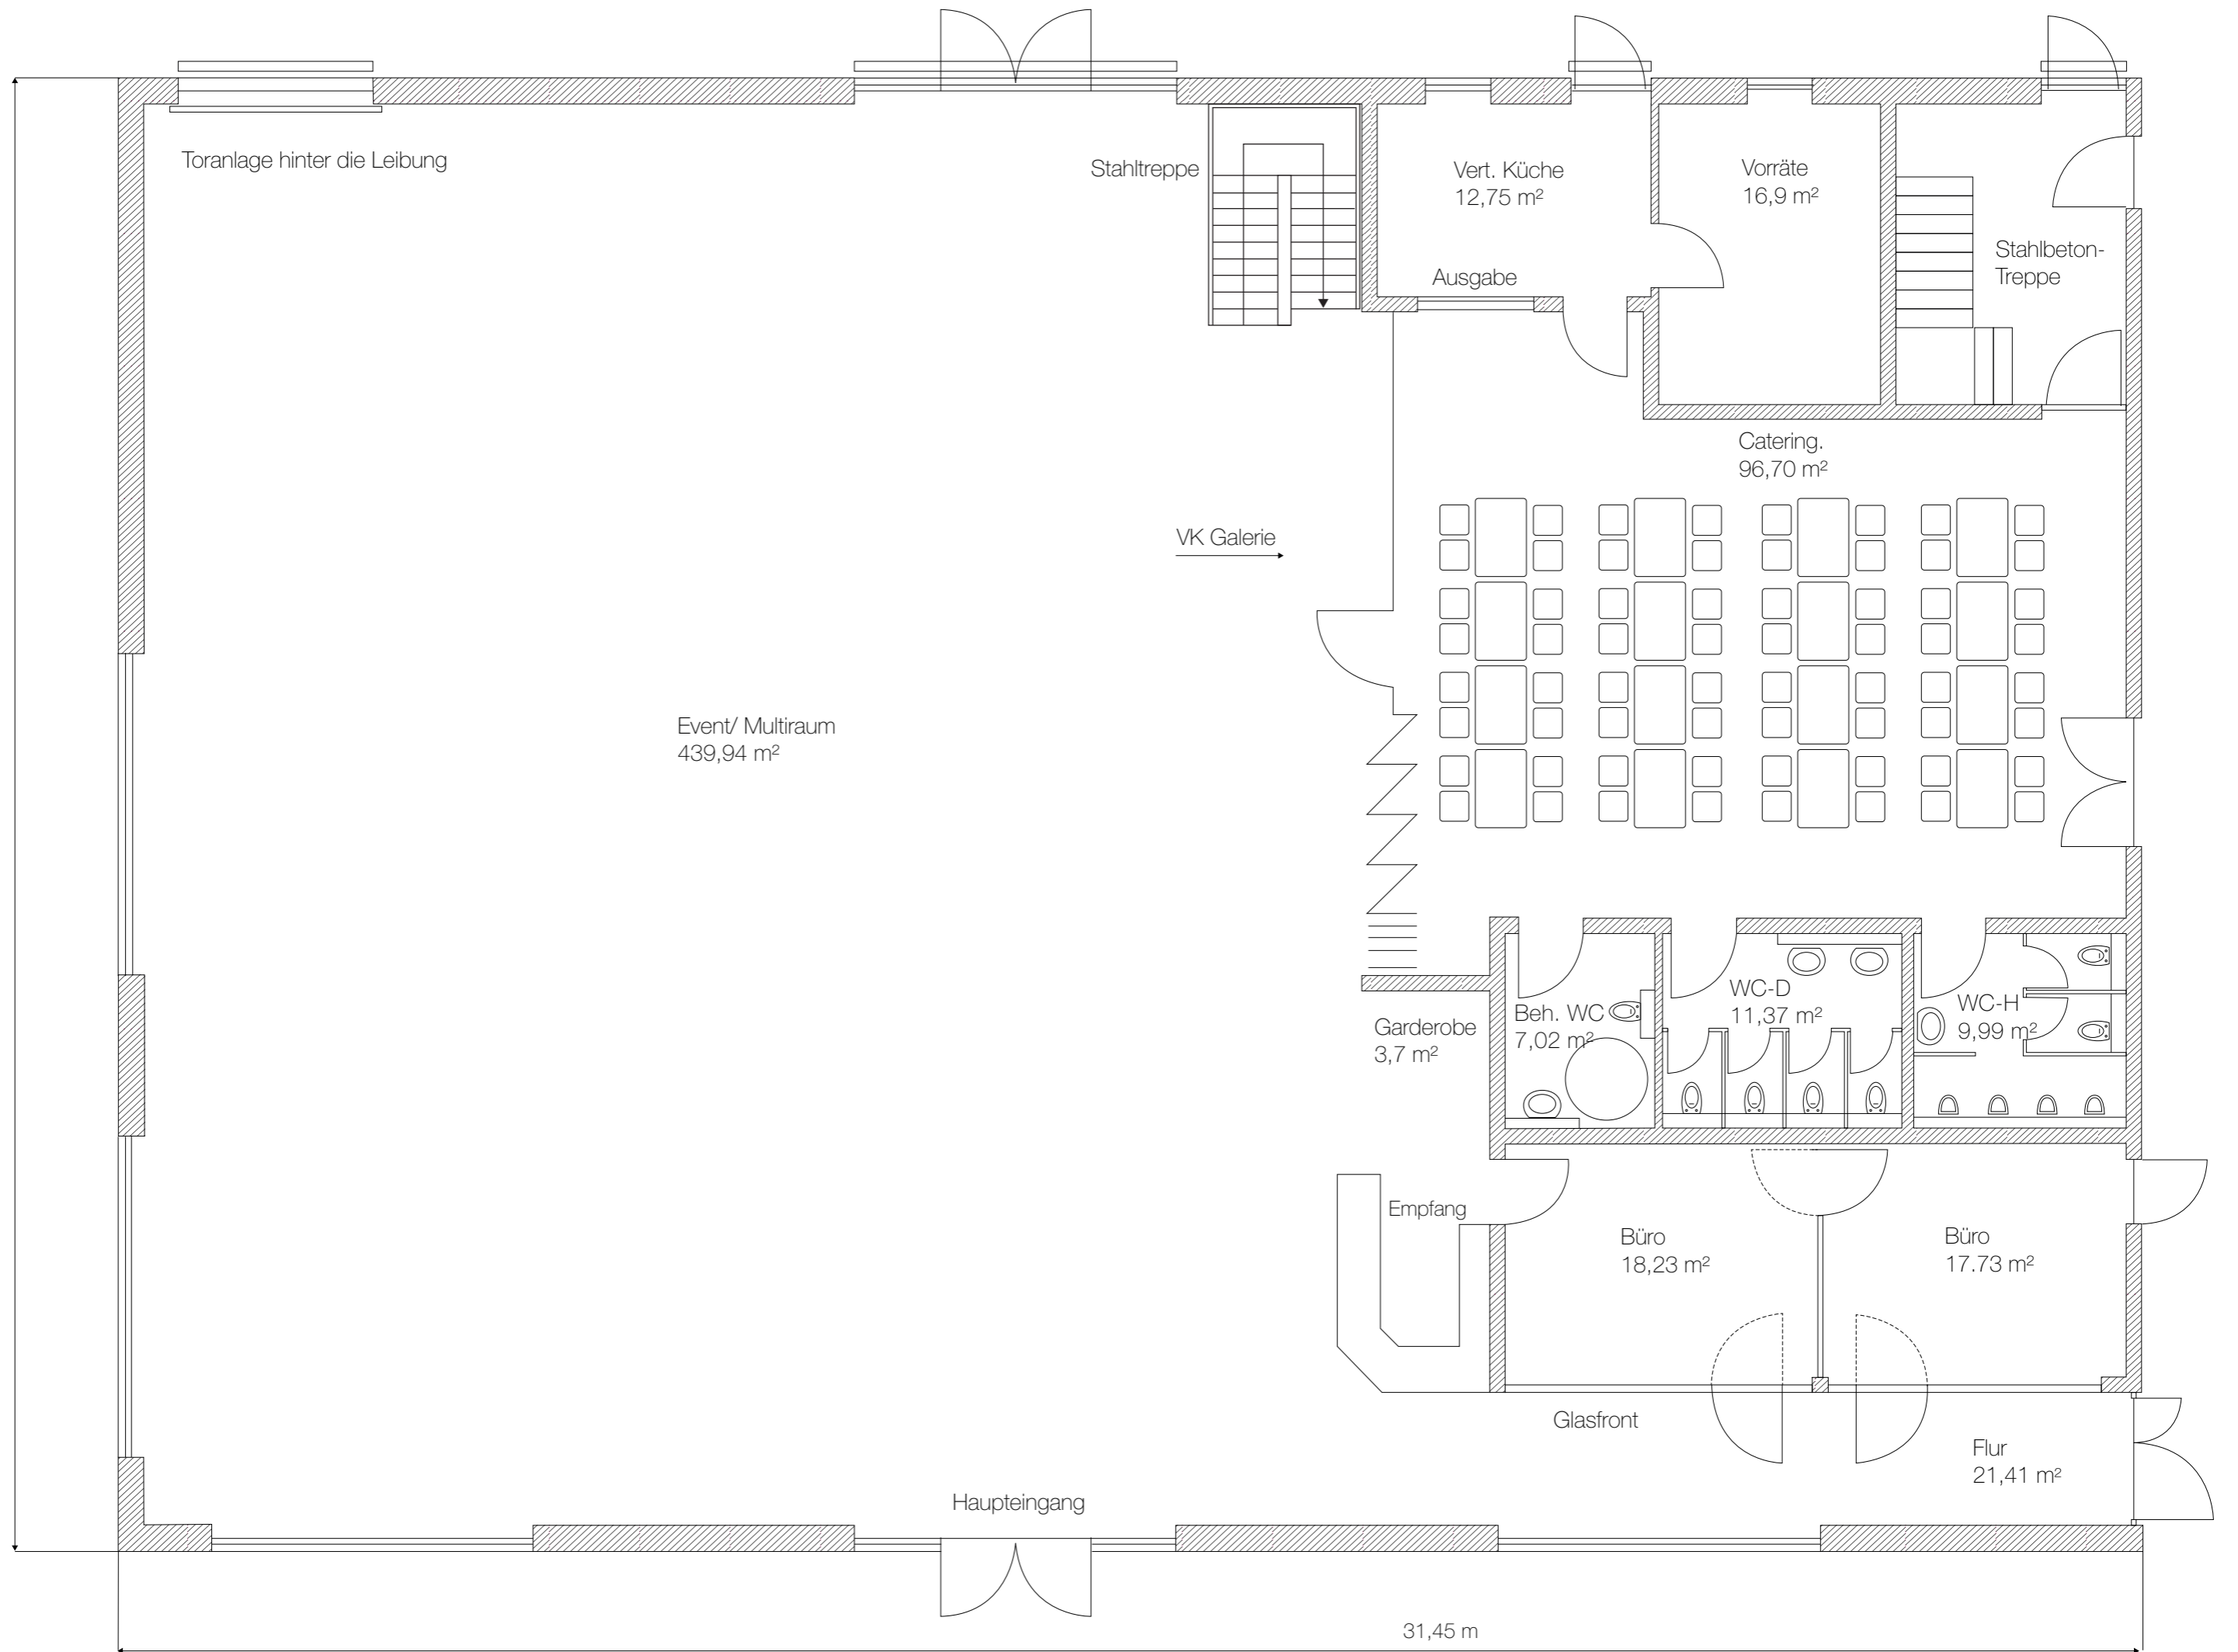 Toranlage hinter die Leibung
Stahltreppe
Vert. Küche
12,75 m²
Vorräte
16,9 m²
Stahlbeton-
Treppe
Ausgabe
Catering.
96,70 m²
VK Galerie
Event/ Multiraum
439,94 m²
Garderobe
3,7 m²
Beh. WC
7,02 m²
WC-D
11,37 m²
WC-H
9,99 m²
Empfang
Büro
18,23 m²
Büro
17.73 m²
Glasfront
Flur
21,41 m²
Haupteingang
31,45 m